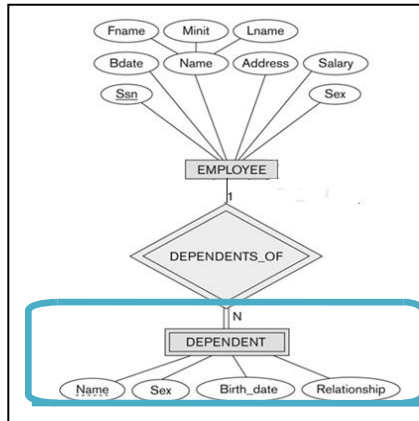 Fname Minit Lname
Bdate Name Address Salary
Ssn Sex
EMPLOYEE
1
DEPENDENTS_OF
N
DEPENDENT
Name Sex Birth_date Relationship